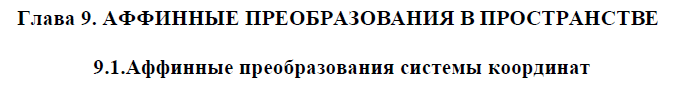 Глава 9. АФФИННЫЕ ПРЕОБРАЗОВАНИЯ В ПРОСТРАНСТВЕ
9.1.Аффинные преобразования системы координат